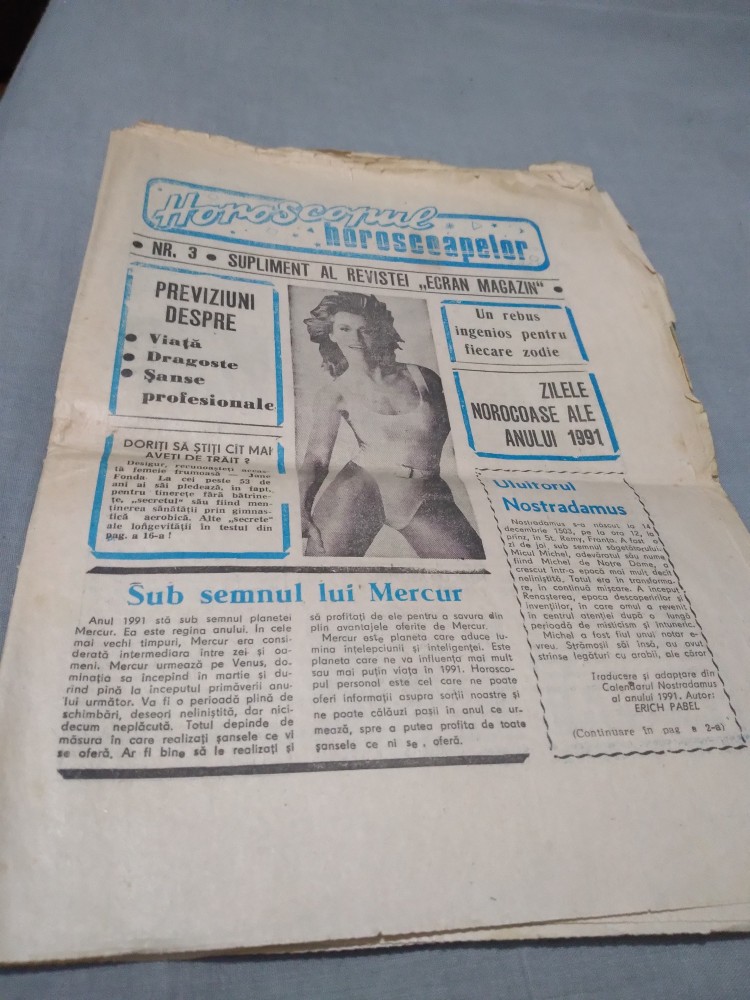 Horoscopul
horoscoapelor
• NR. 3 • SUPLIMENT AL REVISTEI „ECRAN MAGAZIN" •
PREVIZIUNI
DESPRE
• Viață
• Dragoste
• Șanse
profesionale
DORIȚI SĂ ȘTIȚI CÎT MAI
AVEȚI DE TRĂIT ?
Desigur, recunoașteți aceas-
tă femeie frumoasă — Jane
Fonda. La cei peste 53 de
ani ai săi pledează, în fapt,
pentru tinerețe fără bătrîne-
țe, „secretul" său fiind men-
ținerea sănătății prin gimnas-
tică aerobică. Alte „secrete"
ale longevității în textul din
pag. a 16-a !
Un rebus
ingenios pentru
fiecare zodie
ZILELE
NOROCOASE ALE
ANULUI 1991
Uluitorul
Nostradamus
Nostradamus s-a născut la 14
decembrie 1503, pe la ora 12, la
prînz, în St. Remy, Franța. A fost o
zi de joi, sub semnul săgetătorului.
Micul Michel, adevăratul său nume
fiind Michel de Notre Dame, a
crescut într-o epocă mai mult decît
neliniștită. Totul era în transforma-
re, în continuă mișcare. A început
Renașterea, epoca descoperirilor și
invențiilor, în care omul a revenit
în centrul atenției după o lungă
perioadă de misticism și întuneric.
Michel a fost fiul unui notar e-
vreu. Strămoșii săi însă, au avut
strînse legături cu arabii, ale căror
Traducere și adaptare din
Calendarul Nostradamus
al anului 1991. Autor:
ERICH PABEL
(Continuare în pag a 2-a)
Sub semnul lui Mercur
Anul 1991 stă sub semnul planetei
Mercur. Ea este regina anului. În cele
mai vechi timpuri, Mercur era consi-
derată intermediara între zei și oa-
meni. Mercur urmează pe Venus, do-
minația sa începînd în martie și du-
rînd pînă la începutul primăverii anu-
lui următor. Va fi o perioadă plină de
schimbări, deseori neliniștită, dar nici-
decum neplăcută. Totul depinde de
măsura în care realizați șansele ce vi
se oferă. Ar fi bine să le realizați și
să profitați de ele pentru a savura din
plin avantajele oferite de Mercur.
Mercur este planeta care aduce lu-
mina înțelepciunii și inteligenței. Este
planeta care ne va influența mai mult
sau mai puțin viața în 1991. Horosco-
pul personal este cel care ne poate
oferi informații asupra sorții noastre și
ne poate călăuzi pașii în anul ce ur-
mează, spre a putea profita de toate
șansele ce ni se oferă.